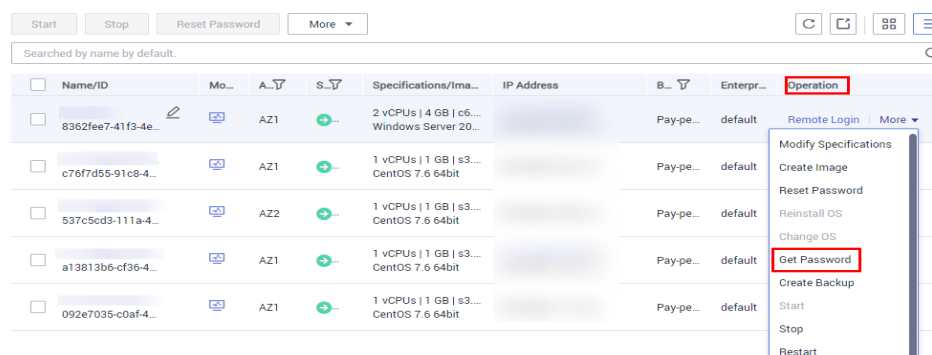 Start Stop Reset Password More
Searched by name by default.
Name/ID Mo... A... S... Specifications/Ima... IP Address B... Enterpr... Operation
8362fee7-41f3-4e... AZ1 ... 2 vCPUs | 4 GB | c6.... Pay-pe... default Remote Login More
Windows Server 20...
Modify Specifications
c76f7d55-91c8-4... AZ1 ... 1 vCPUs | 1 GB | s3.... Pay-pe... default Create Image
CentOS 7.6 64bit
Reset Password
537c5cd3-111a-4... AZ2 ... 1 vCPUs | 1 GB | s3.... Pay-pe... default Reinstall OS
CentOS 7.6 64bit
Change OS
a13813b6-cf36-4... AZ1 ... 1 vCPUs | 1 GB | s3.... Pay-pe... default Get Password
CentOS 7.6 64bit
Create Backup
092e7035-c0af-4... AZ1 ... 1 vCPUs | 1 GB | s3.... Pay-pe... default Start
CentOS 7.6 64bit
Stop
Restart